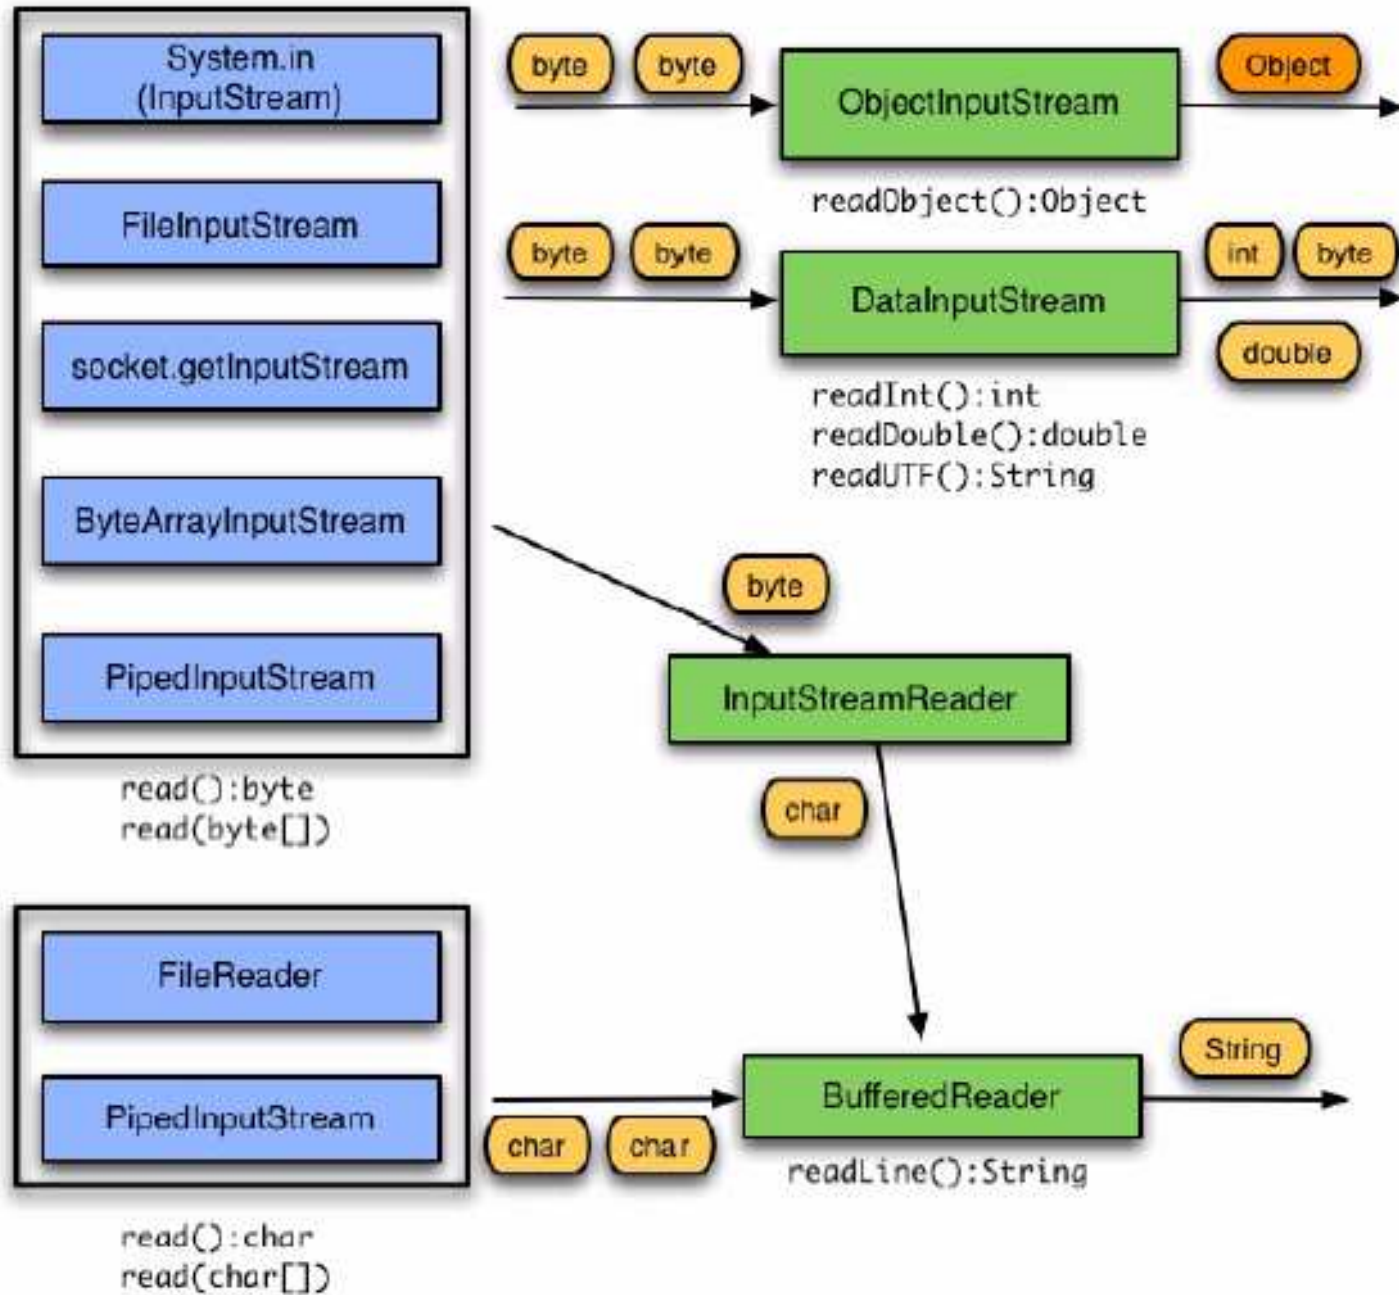 System.in
(InputStream)
FileInputStream
socket.getInputStream
ByteArrayInputStream
PipedInputStream
read():byte
read(byte[])
byte
byte
ObjectInputStream
Object
readObject():Object
byte
byte
DataInputStream
int
byte
double
readInt():int
readDouble():double
readUTF():String
byte
InputStreamReader
char
FileReader
PipedInputStream
read():char
read(char[])
char
char
BufferedReader
String
readLine():String